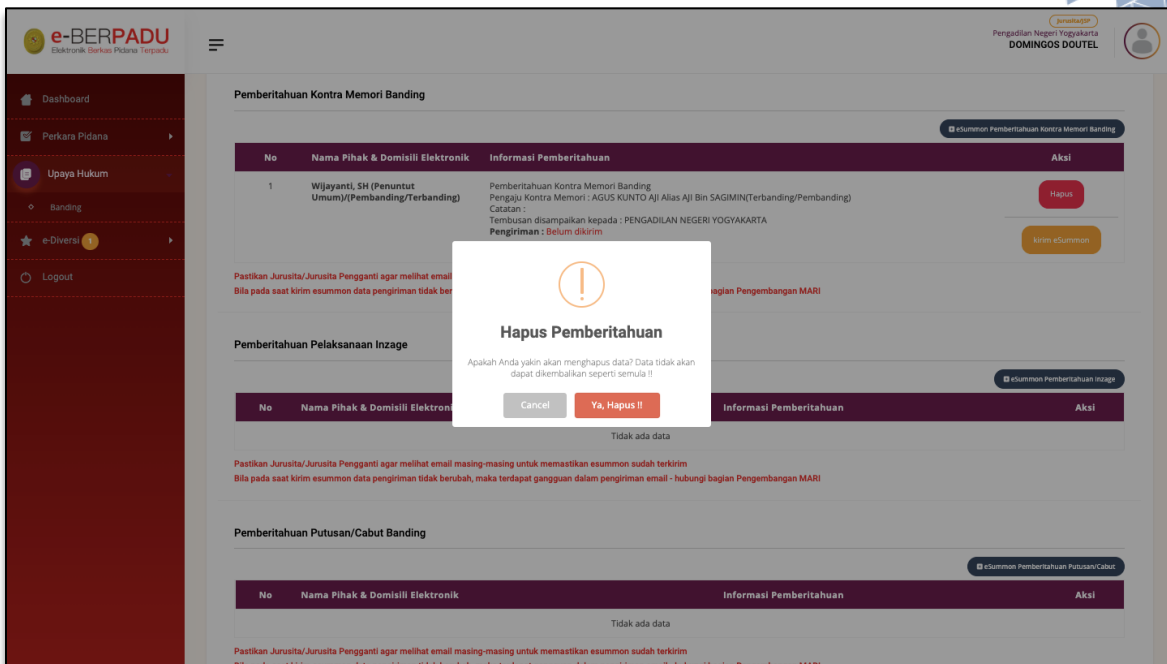 e-BERPADU
Elektronik Berkas Pidana Terpadu
Jurusita/JSP
Pengadilan Negeri Yogyakarta
DOMINGOS DOUTEL
Dashboard
Perkara Pidana
Upaya Hukum
Banding
e-Diversi 1
Logout
Pemberitahuan Kontra Memori Banding
eSummon Pemberitahuan Kontra Memori Banding
No Nama Pihak & Domisili Elektronik Informasi Pemberitahuan Aksi
1 Wijayanti, SH (Penuntut Pemberitahuan Kontra Memori Banding Hapus
Umum)/(Pembanding/Terbanding) Pengaju Kontra Memori : AGUS KUNTO AJI Alias AJI Bin SAGIMIN(Terbanding/Pembanding)
Catatan :
Tembusan disampaikan kepada : PENGADILAN NEGERI YOGYAKARTA
Pengiriman : Belum dikirim
kirim eSummon
Pastikan Jurusita/Jurusita Pengganti agar melihat email
Bila pada saat kirim esummon data pengiriman tidak ber bagian Pengembangan MARI
Hapus Pemberitahuan
Apakah Anda yakin akan menghapus data? Data tidak akan
dapat dikembalikan seperti semula !!
Cancel Ya, Hapus !!
Pemberitahuan Pelaksanaan Inzage
eSummon Pemberitahuan Inzage
No Nama Pihak & Domisili Elektroni Informasi Pemberitahuan Aksi
Tidak ada data
Pastikan Jurusita/Jurusita Pengganti agar melihat email masing-masing untuk memastikan esummon sudah terkirim
Bila pada saat kirim esummon data pengiriman tidak berubah, maka terdapat gangguan dalam pengiriman email - hubungi bagian Pengembangan MARI
Pemberitahuan Putusan/Cabut Banding
eSummon Pemberitahuan Putusan/Cabut
No Nama Pihak & Domisili Elektronik Informasi Pemberitahuan Aksi
Tidak ada data
Pastikan Jurusita/Jurusita Pengganti agar melihat email masing-masing untuk memastikan esummon sudah terkirim